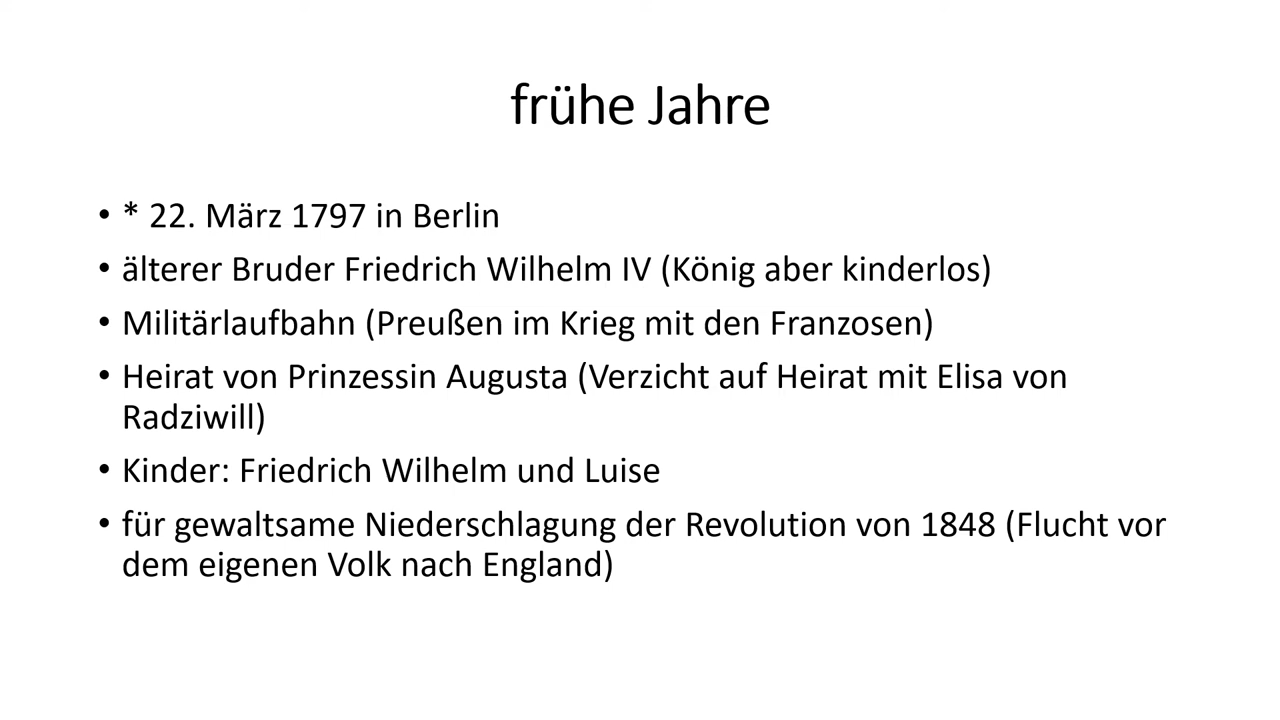 frühe Jahre
• * 22. März 1797 in Berlin
• älterer Bruder Friedrich Wilhelm IV (König aber kinderlos)
• Militärlaufbahn (Preußen im Krieg mit den Franzosen)
• Heirat von Prinzessin Augusta (Verzicht auf Heirat mit Elisa von
Radziwill)
• Kinder: Friedrich Wilhelm und Luise
• für gewaltsame Niederschlagung der Revolution von 1848 (Flucht vor
dem eigenen Volk nach England)